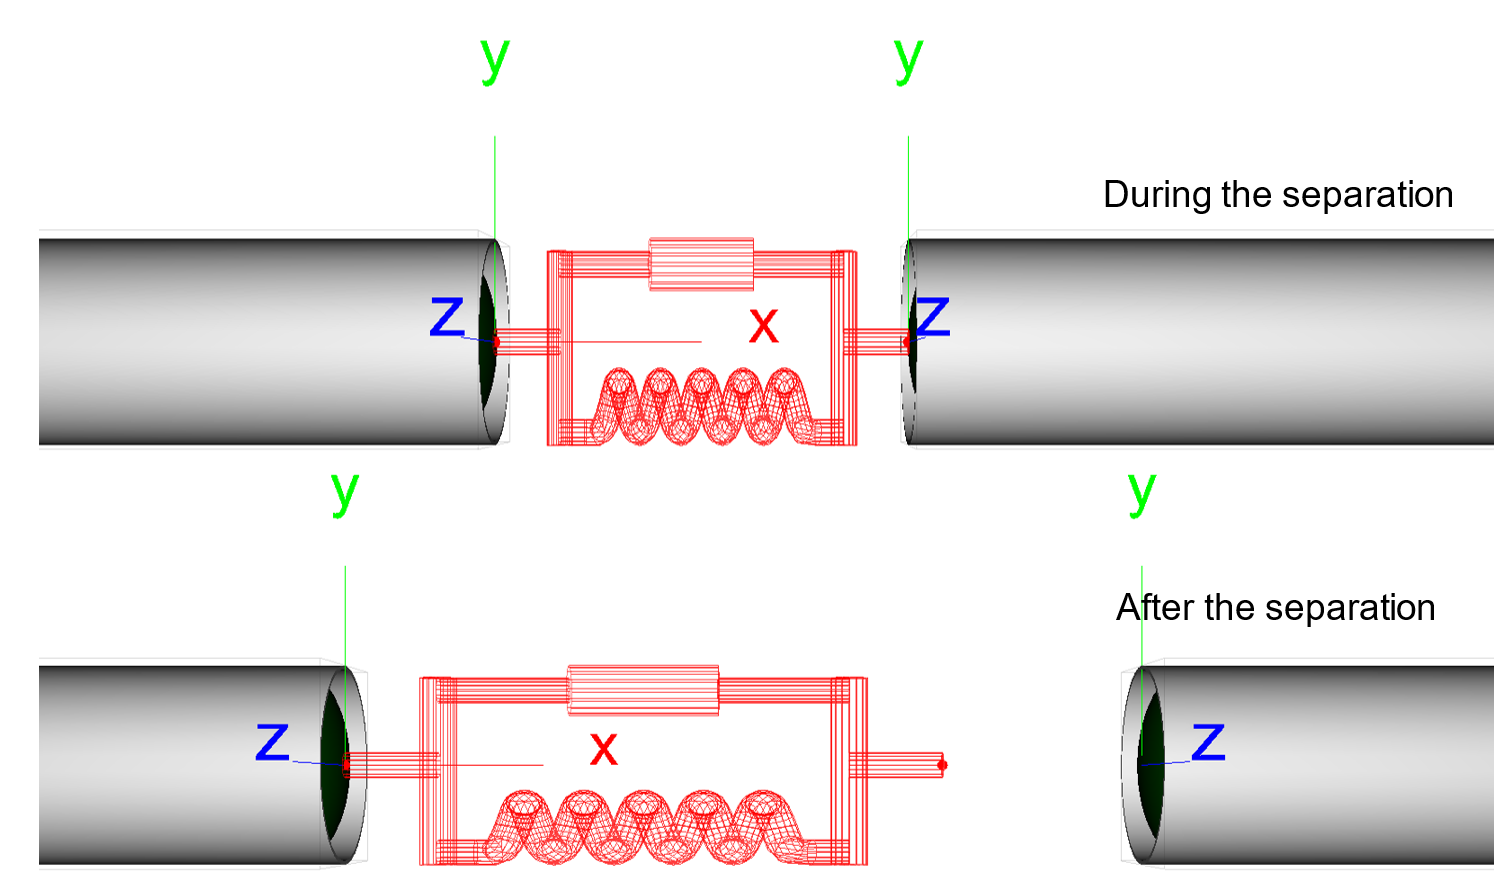 y y
During the separation
z x z
y y
After the separation
z x z